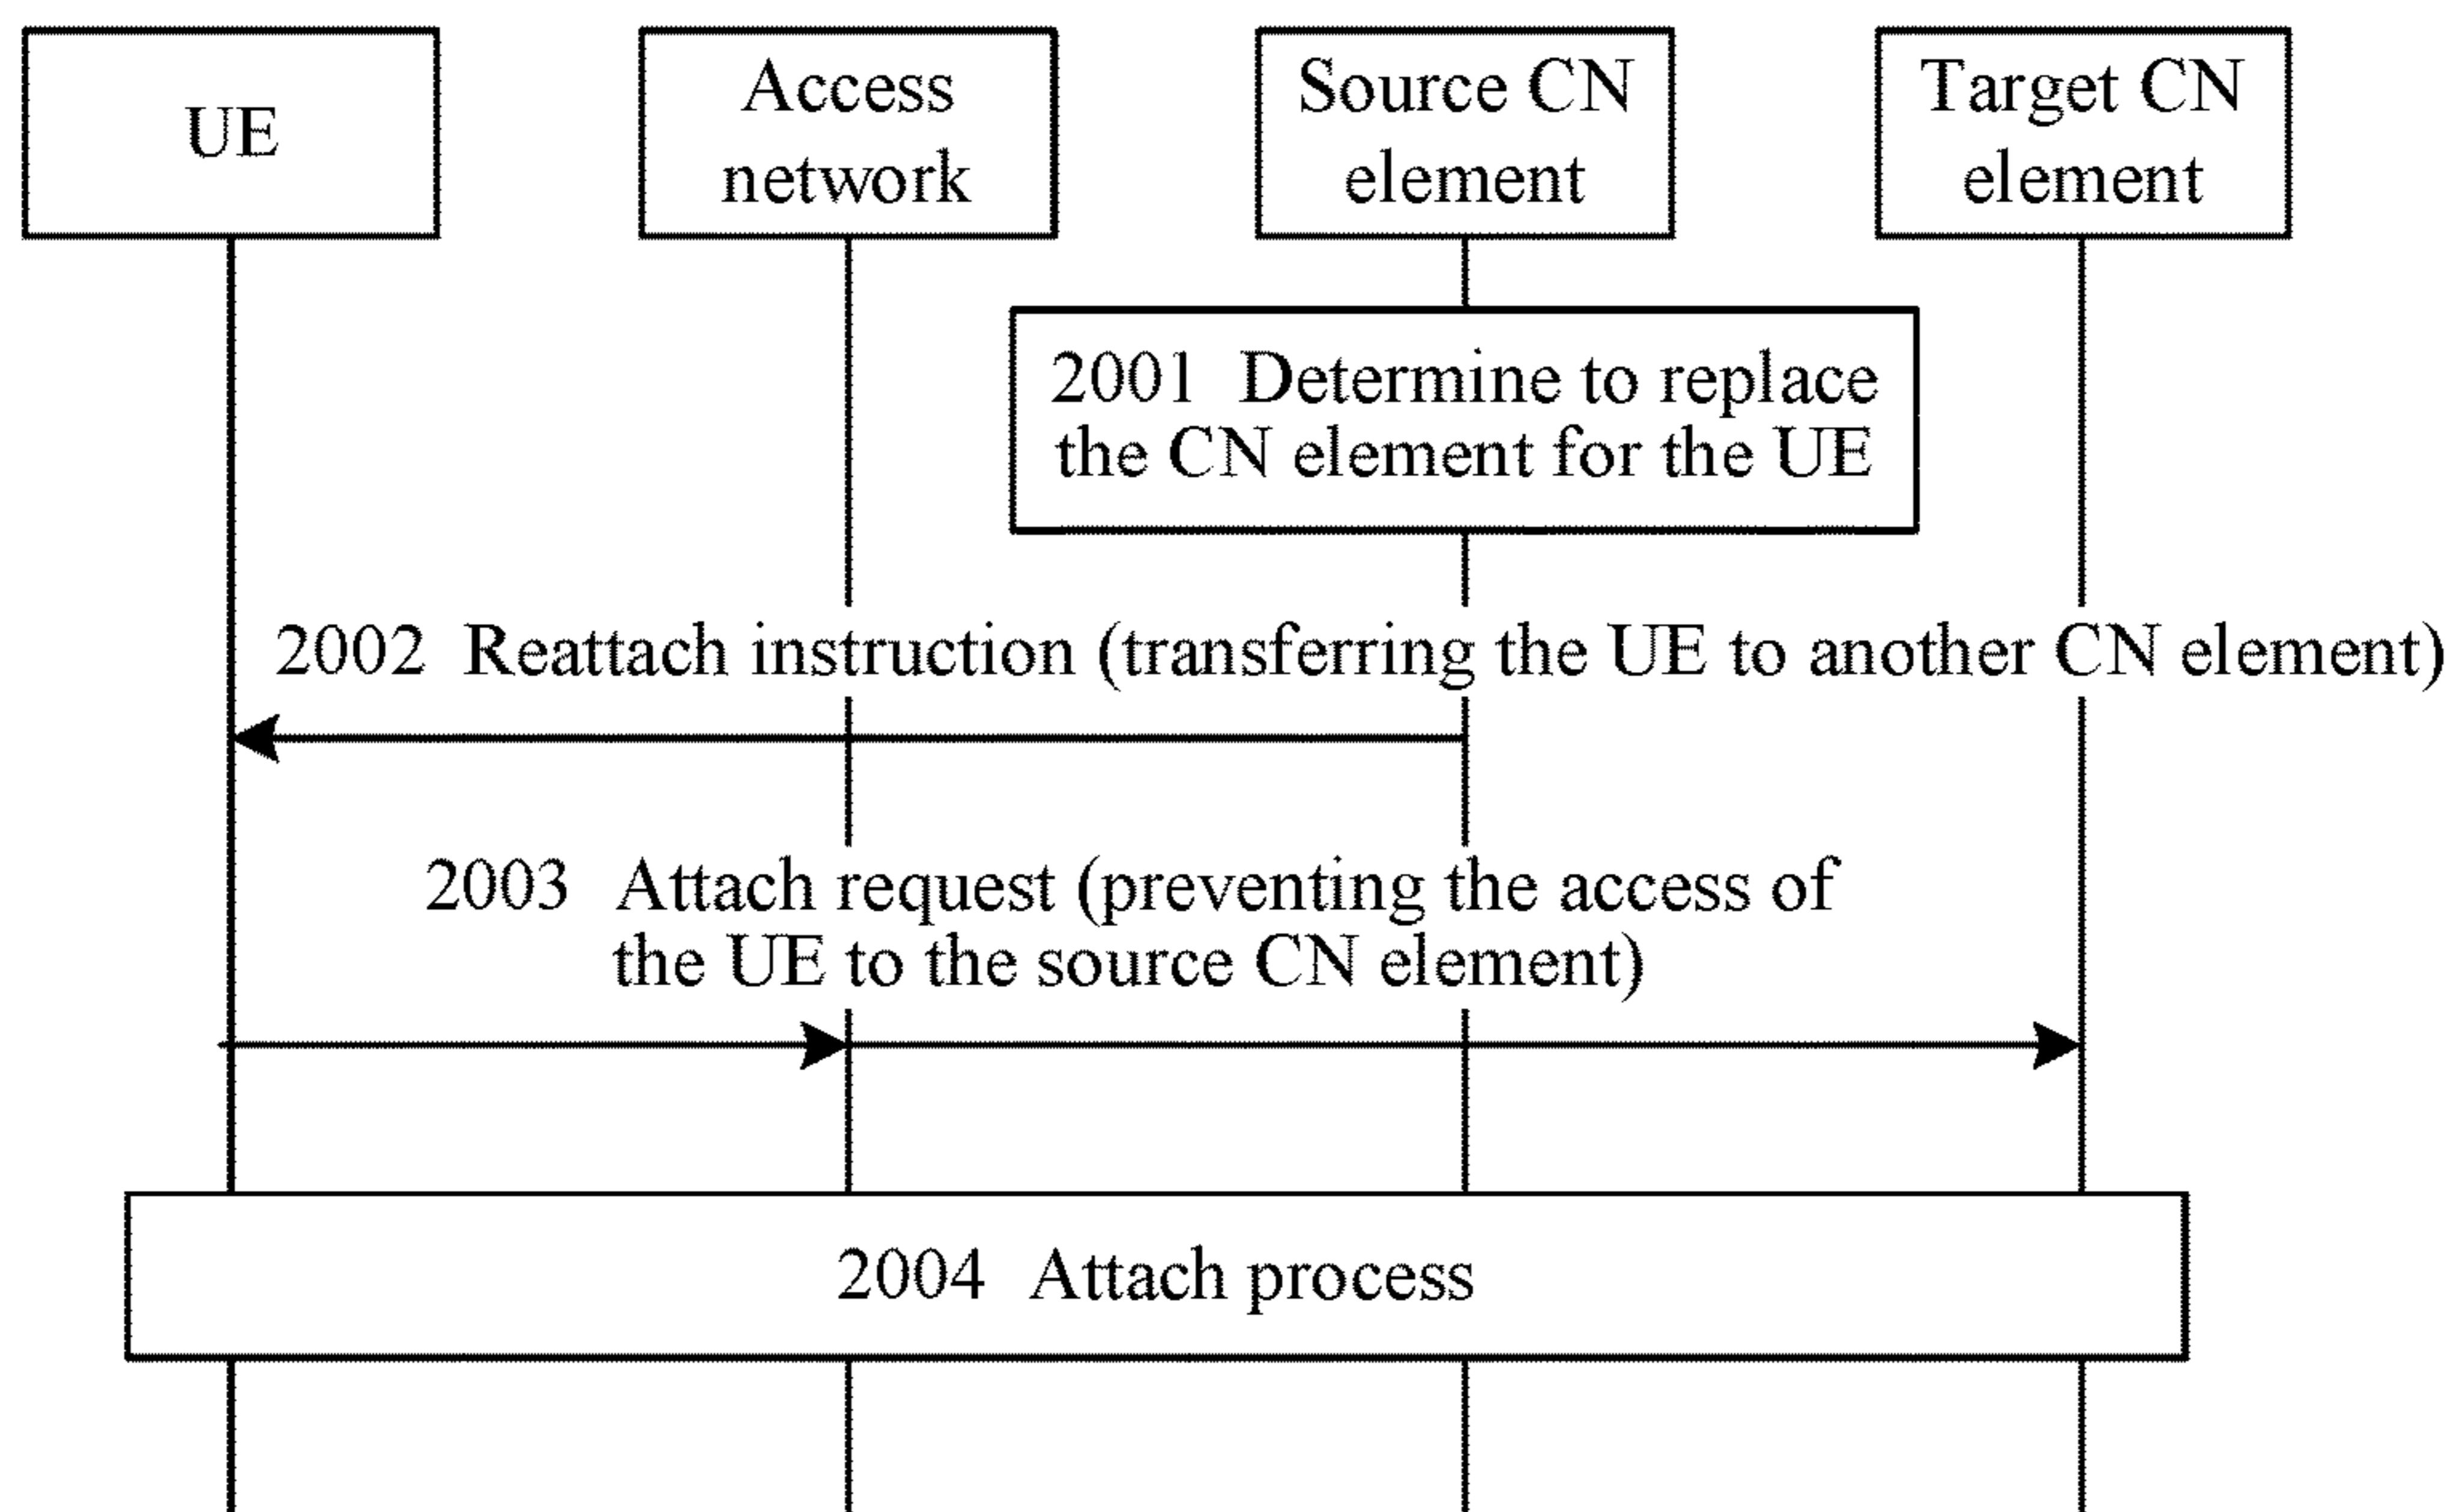 UE
Access
network
Source CN
element
Target CN
element
2001 Determine to replace
the CN element for the UE
2002 Reattach instruction (transferring the UE to another CN element)
2003 Attach request (preventing the access of
the UE to the source CN element)
2004 Attach process